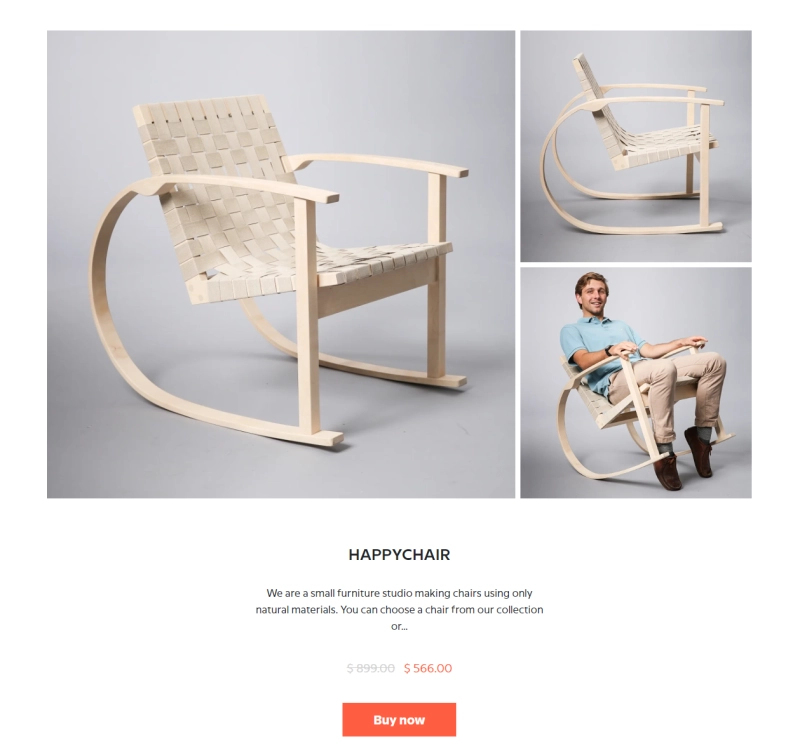 HAPPYCHAIR
We are a small furniture studio making chairs using only
natural materials. You can choose a chair from our collection
or...
$ 899.00 $ 566.00
Buy now